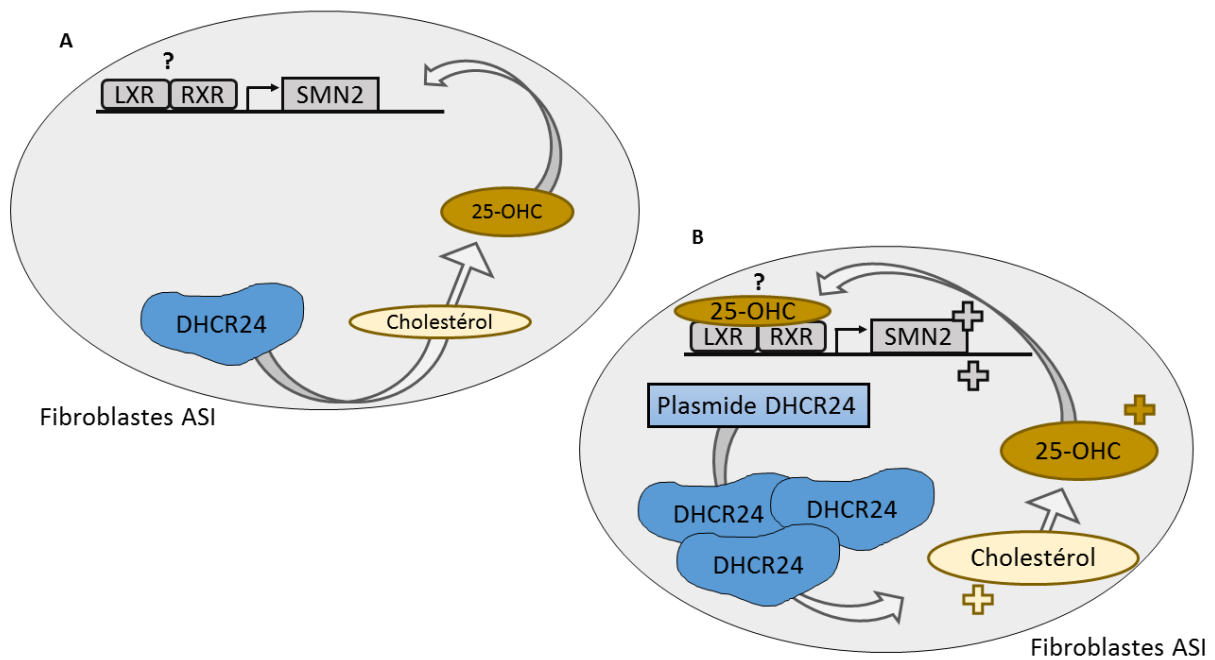 A
?
LXR RXR SMN2
25-OHC
DHCR24
Cholestérol
Fibroblastes ASI
B
?
25-OHC
LXR RXR SMN2
Plasmide DHCR24
25-OHC
DHCR24
DHCR24
DHCR24
Cholestérol
Fibroblastes ASI